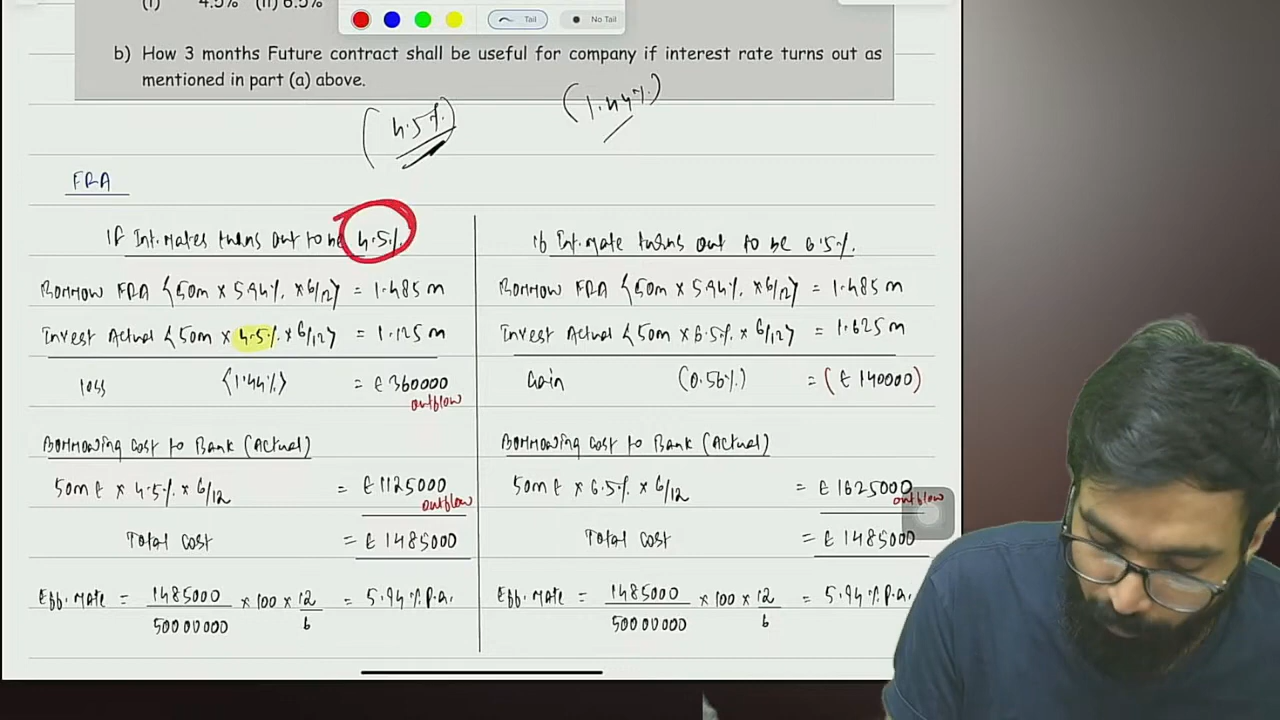 (i) 4.5% (ii) 6.5%
Tail
No Tail
b) How 3 months Future contract shall be useful for company if interest rate turns out as
mentioned in part (a) above.
(4.5%)
(1.44%)
FRA
If Int. rates turns out to be 4.5%.
Borrow FRA {50m × 5.94% × 6/12} = 1.485 m
Invest Actual {50m × 4.5% × 6/12} = 1.125 m
loss {1.44%} = € 360000
outflow
Borrowing Cost to Bank (Actual)
50m € × 4.5% × 6/12 = € 1125000
outflow
Total Cost = € 1485000
Eff. rate = 1485000/50000000 × 100 × 12/6 = 5.94% p.a.
if Int. rate turns out to be 6.5%.
Borrow FRA {50m × 5.94% × 6/12} = 1.485 m
Invest Actual {50m × 6.5% × 6/12} = 1.625 m
Gain (0.56%) = (€ 140000)
Borrowing Cost to Bank (Actual)
50m € × 6.5% × 6/12 = € 1625000
outflow
Total Cost = € 1485000
Eff. rate = 1485000/50000000 × 100 × 12/6 = 5.94% p.a.